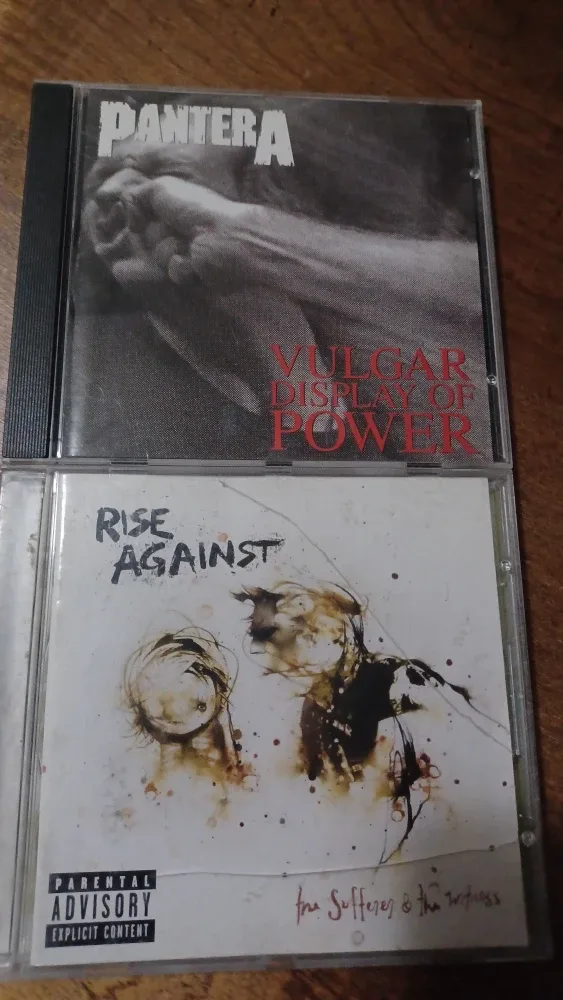 PANTERA
VULGAR
DISPLAY OF
POWER
RISE
AGAINST
PARENTAL
ADVISORY
EXPLICIT CONTENT
the Sufferer & the witness